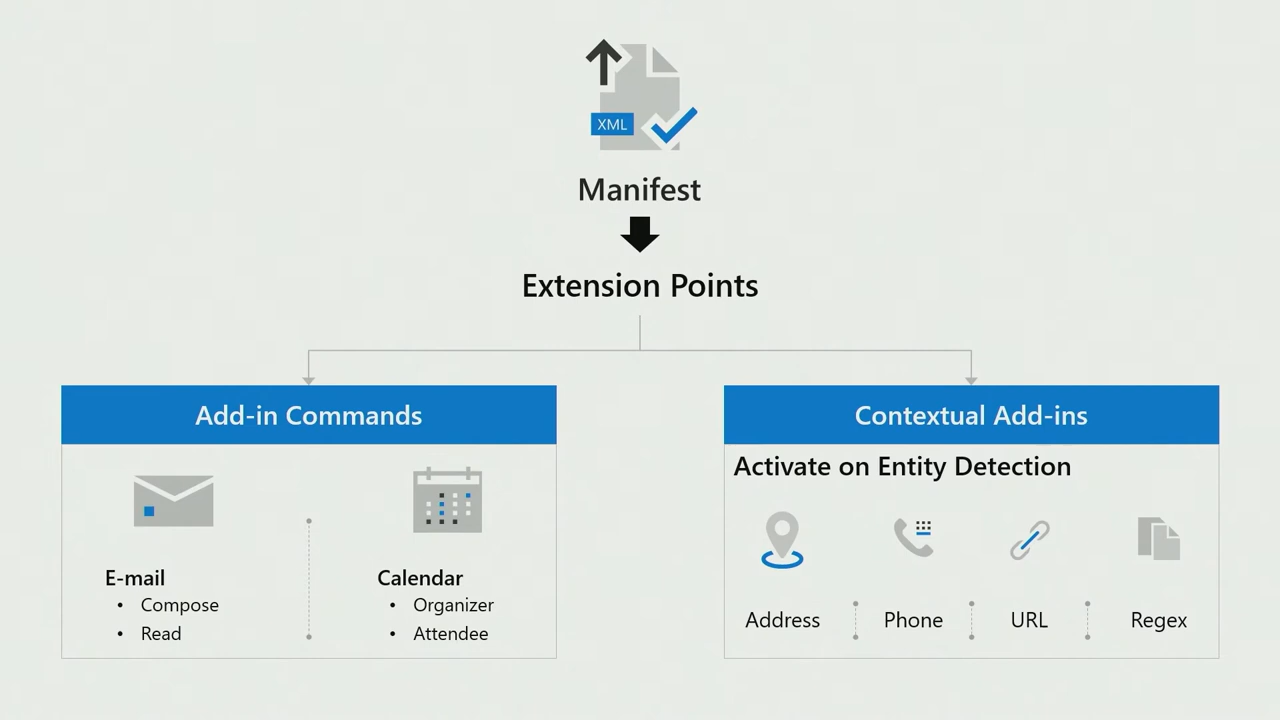 XML
Manifest
Extension Points
Add-in Commands
E-mail
• Compose
• Read
Calendar
• Organizer
• Attendee
Contextual Add-ins
Activate on Entity Detection
Address
Phone
URL
Regex